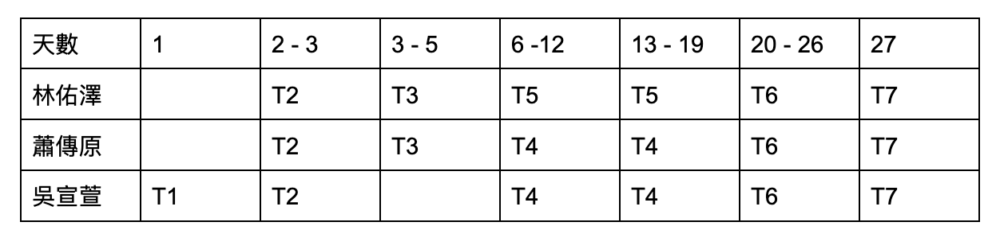 天數 1 2 - 3 3 - 5 6 -12 13 - 19 20 - 26 27
林佑澤 T2 T3 T5 T5 T6 T7
蕭傳原 T2 T3 T4 T4 T6 T7
吳宣萱 T1 T2 T4 T4 T6 T7